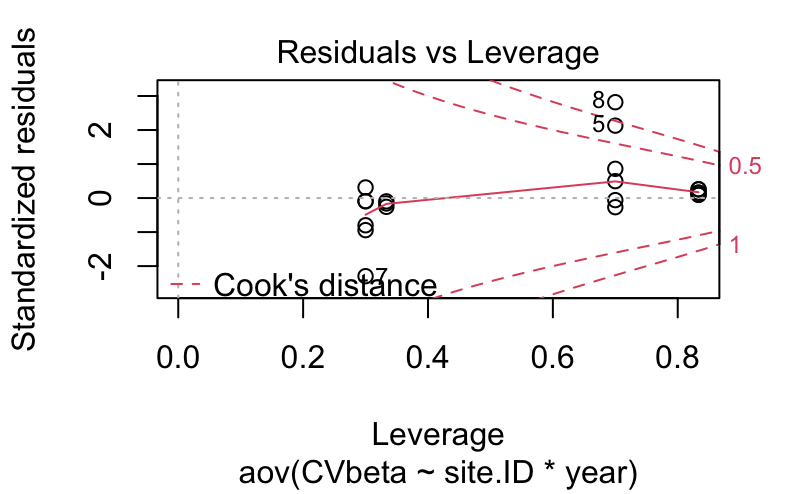 Residuals vs Leverage
Standardized residuals
2
0
-2
8
5
7
0.5
1
Cook's distance
0.0 0.2 0.4 0.6 0.8
Leverage
aov(CVbeta ~ site.ID * year)